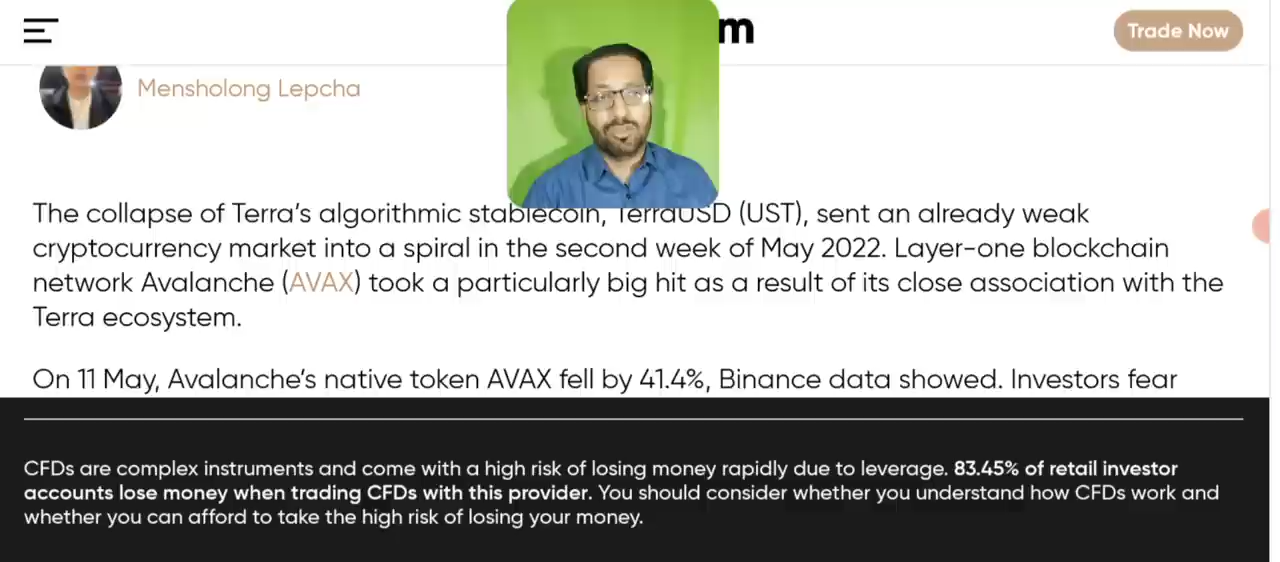 m
Trade Now
Mensholong Lepcha
The collapse of Terra’s algorithmic stablecoin, TerraUSD (UST), sent an already weak
cryptocurrency market into a spiral in the second week of May 2022. Layer-one blockchain
network Avalanche (AVAX) took a particularly big hit as a result of its close association with the
Terra ecosystem.
On 11 May, Avalanche’s native token AVAX fell by 41.4%, Binance data showed. Investors fear
CFDs are complex instruments and come with a high risk of losing money rapidly due to leverage. 83.45% of retail investor
accounts lose money when trading CFDs with this provider. You should consider whether you understand how CFDs work and
whether you can afford to take the high risk of losing your money.